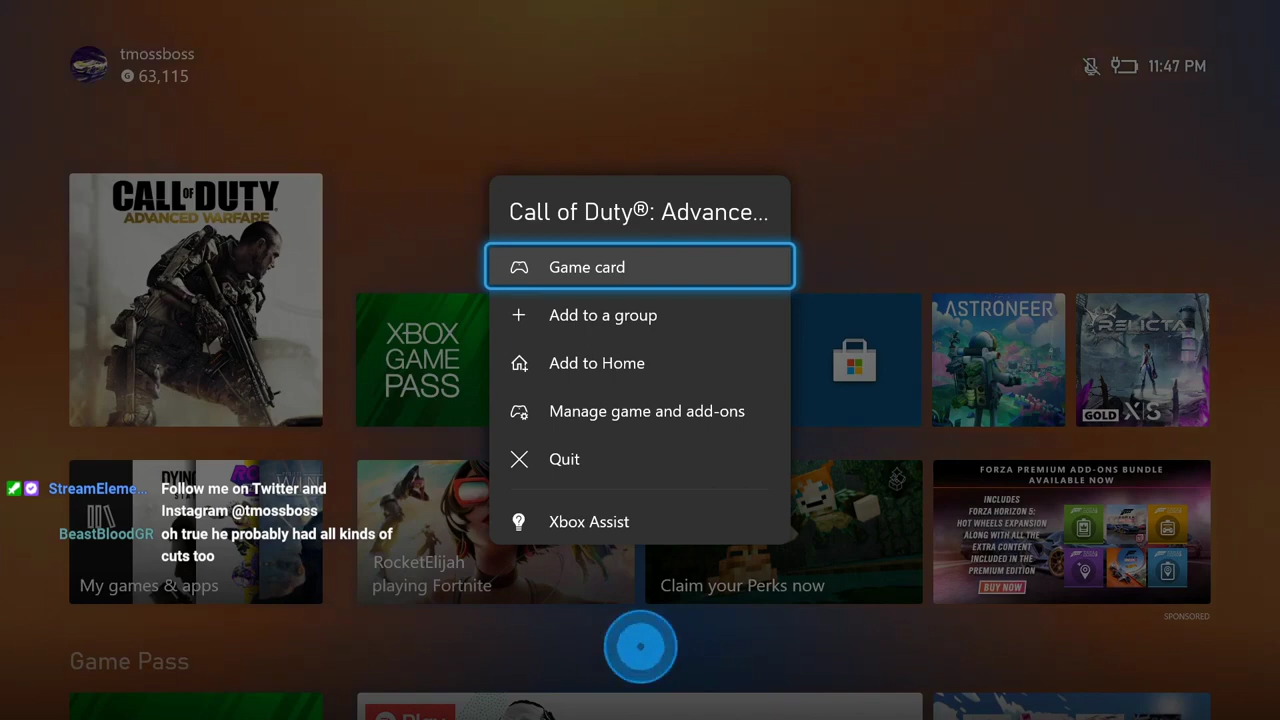 tmossboss
G 63,115
11:47 PM
CALL OF DUTY
ADVANCED WARFARE
Call of Duty®: Advance...
Game card
Add to a group
Add to Home
Manage game and add-ons
Quit
Xbox Assist
XBOX
GAME
PASS
ASTRONEER
RELICTA
GOLD X|S
StreamEleme... Follow me on Twitter and
Instagram @tmossboss
BeastBloodGR oh true he probably had all kinds of
cuts too
My games & apps
RocketElijah
playing Fortnite
Claim your Perks now
FORZA PREMIUM ADD-ONS BUNDLE
AVAILABLE NOW
INCLUDES
FORZA HORIZON 5:
HOT WHEELS EXPANSION
ALONG WITH ALL THE
EXTRA CONTENT
INCLUDED IN THE
PREMIUM EDITION
BUY NOW
SPONSORED
Game Pass